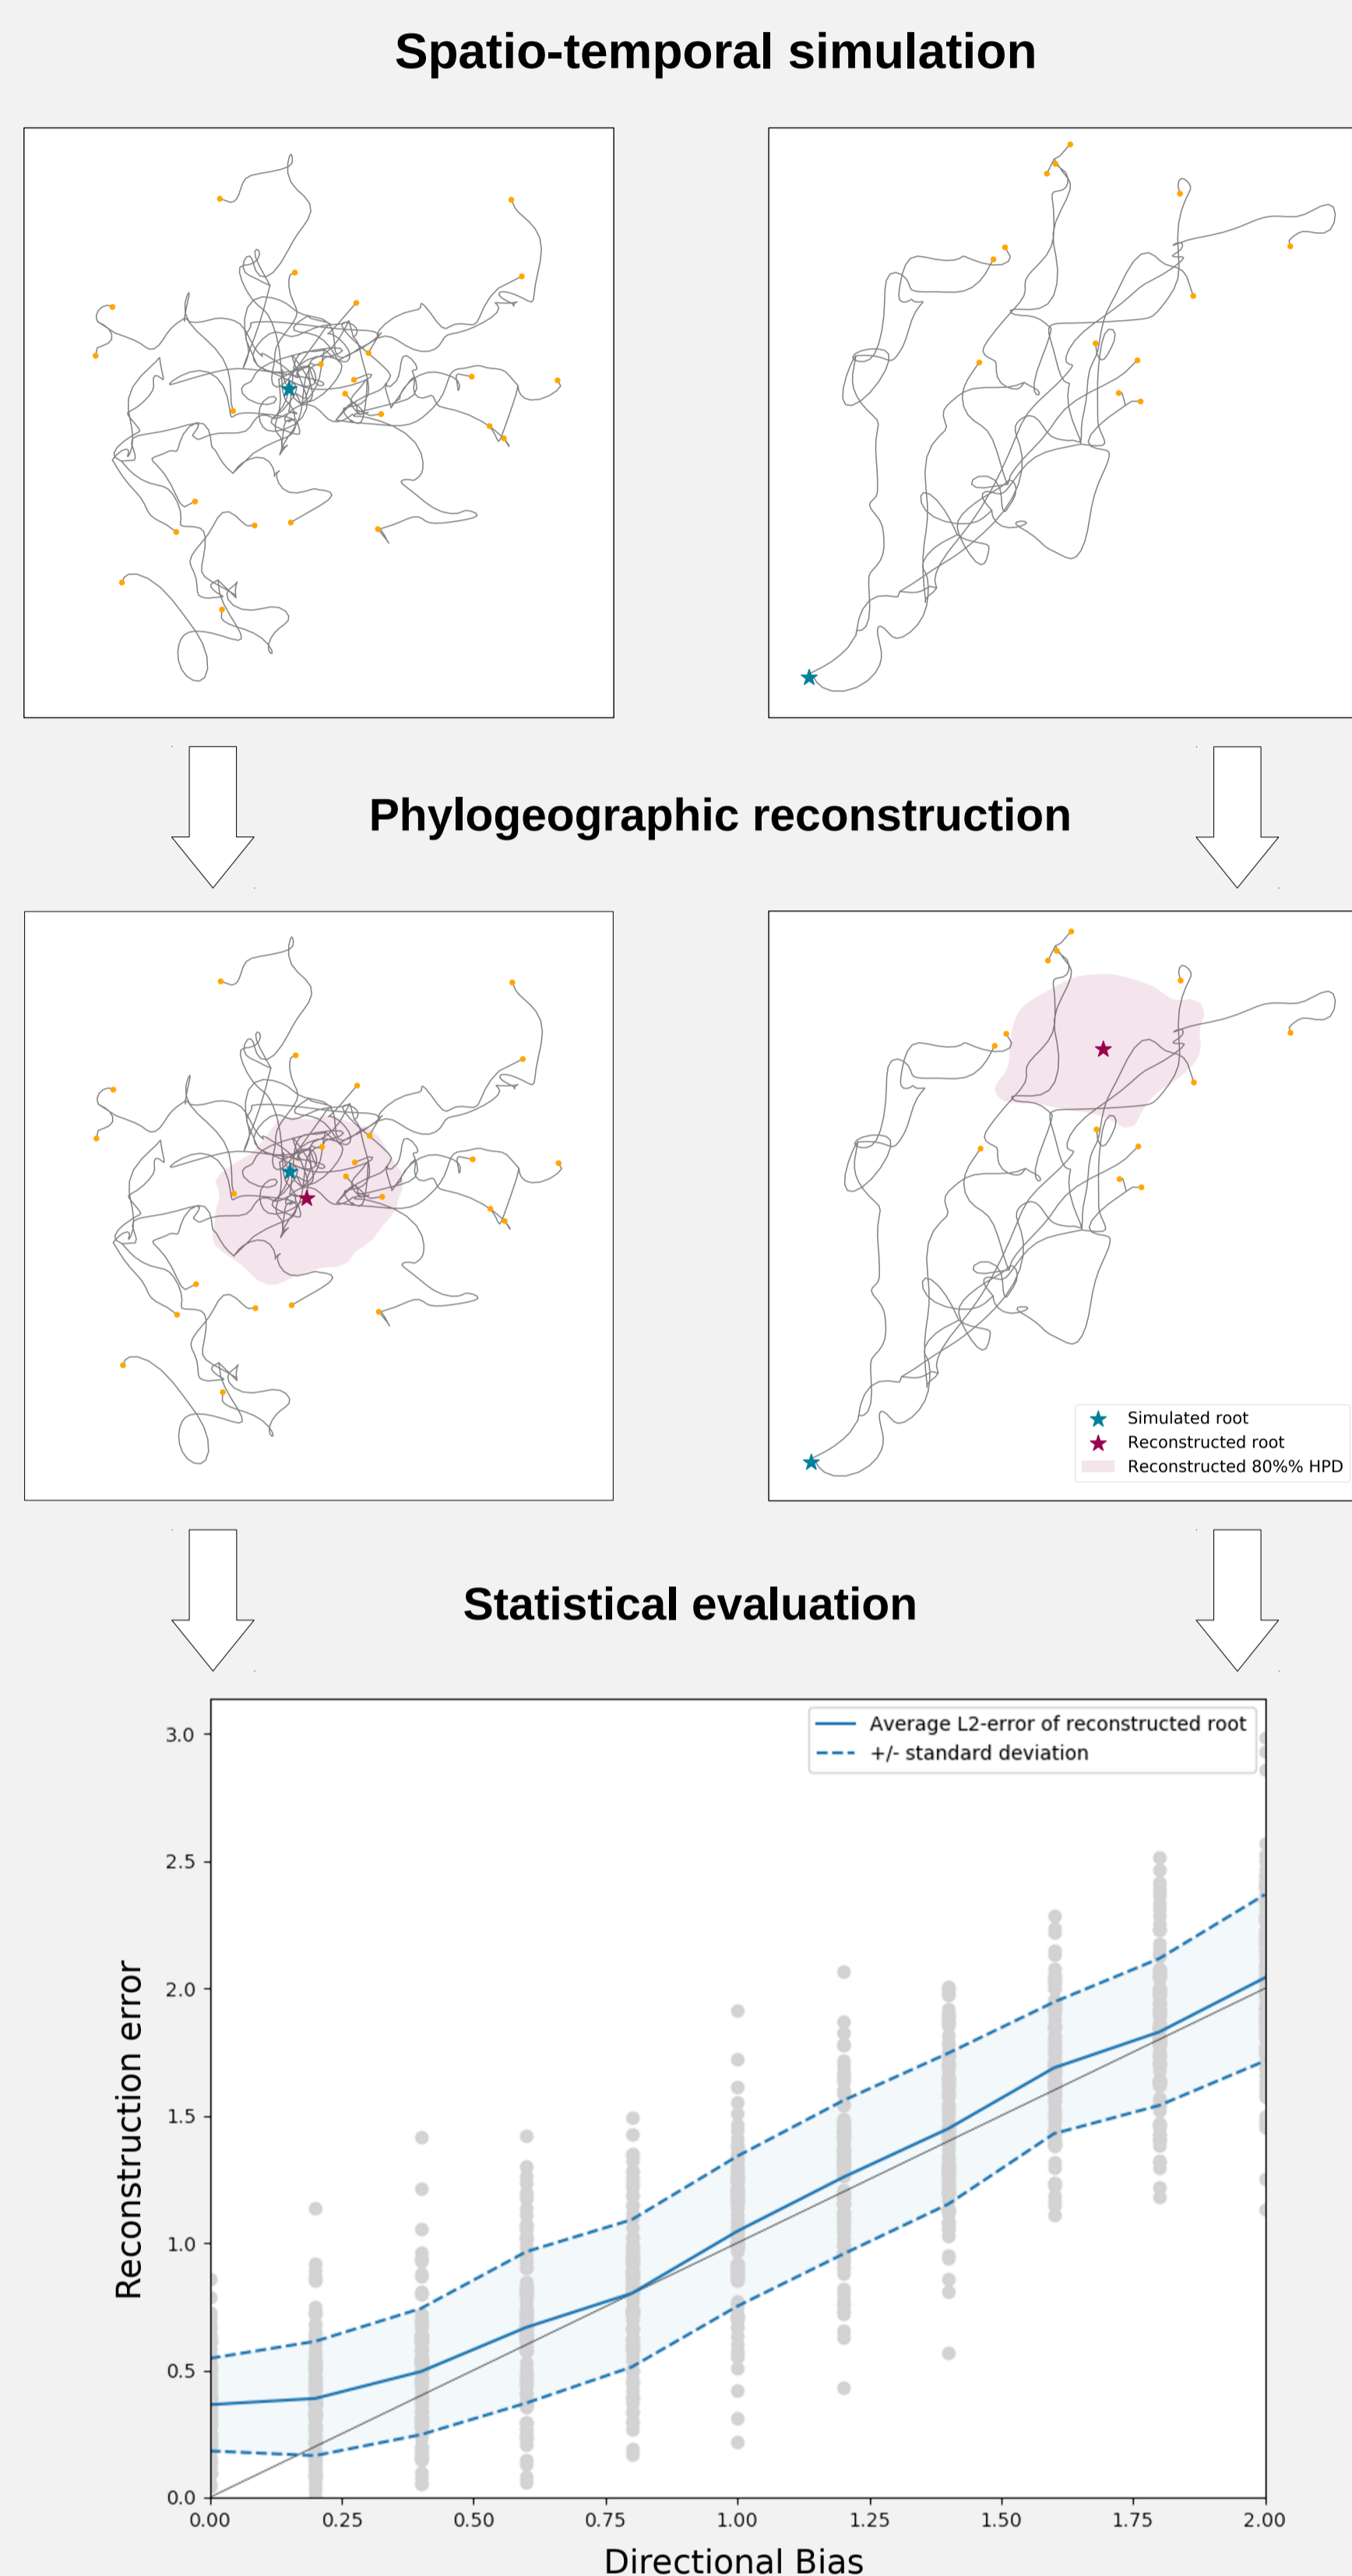 Spatio-temporal simulation
Phylogeographic reconstruction
Simulated root
Reconstructed root
Reconstructed 80%% HPD
Statistical evaluation
Average L2-error of reconstructed root
+/- standard deviation
3.0
2.5
2.0
1.5
1.0
0.5
0.0
Reconstruction error
0.00 0.25 0.50 0.75 1.00 1.25 1.50 1.75 2.00
Directional Bias